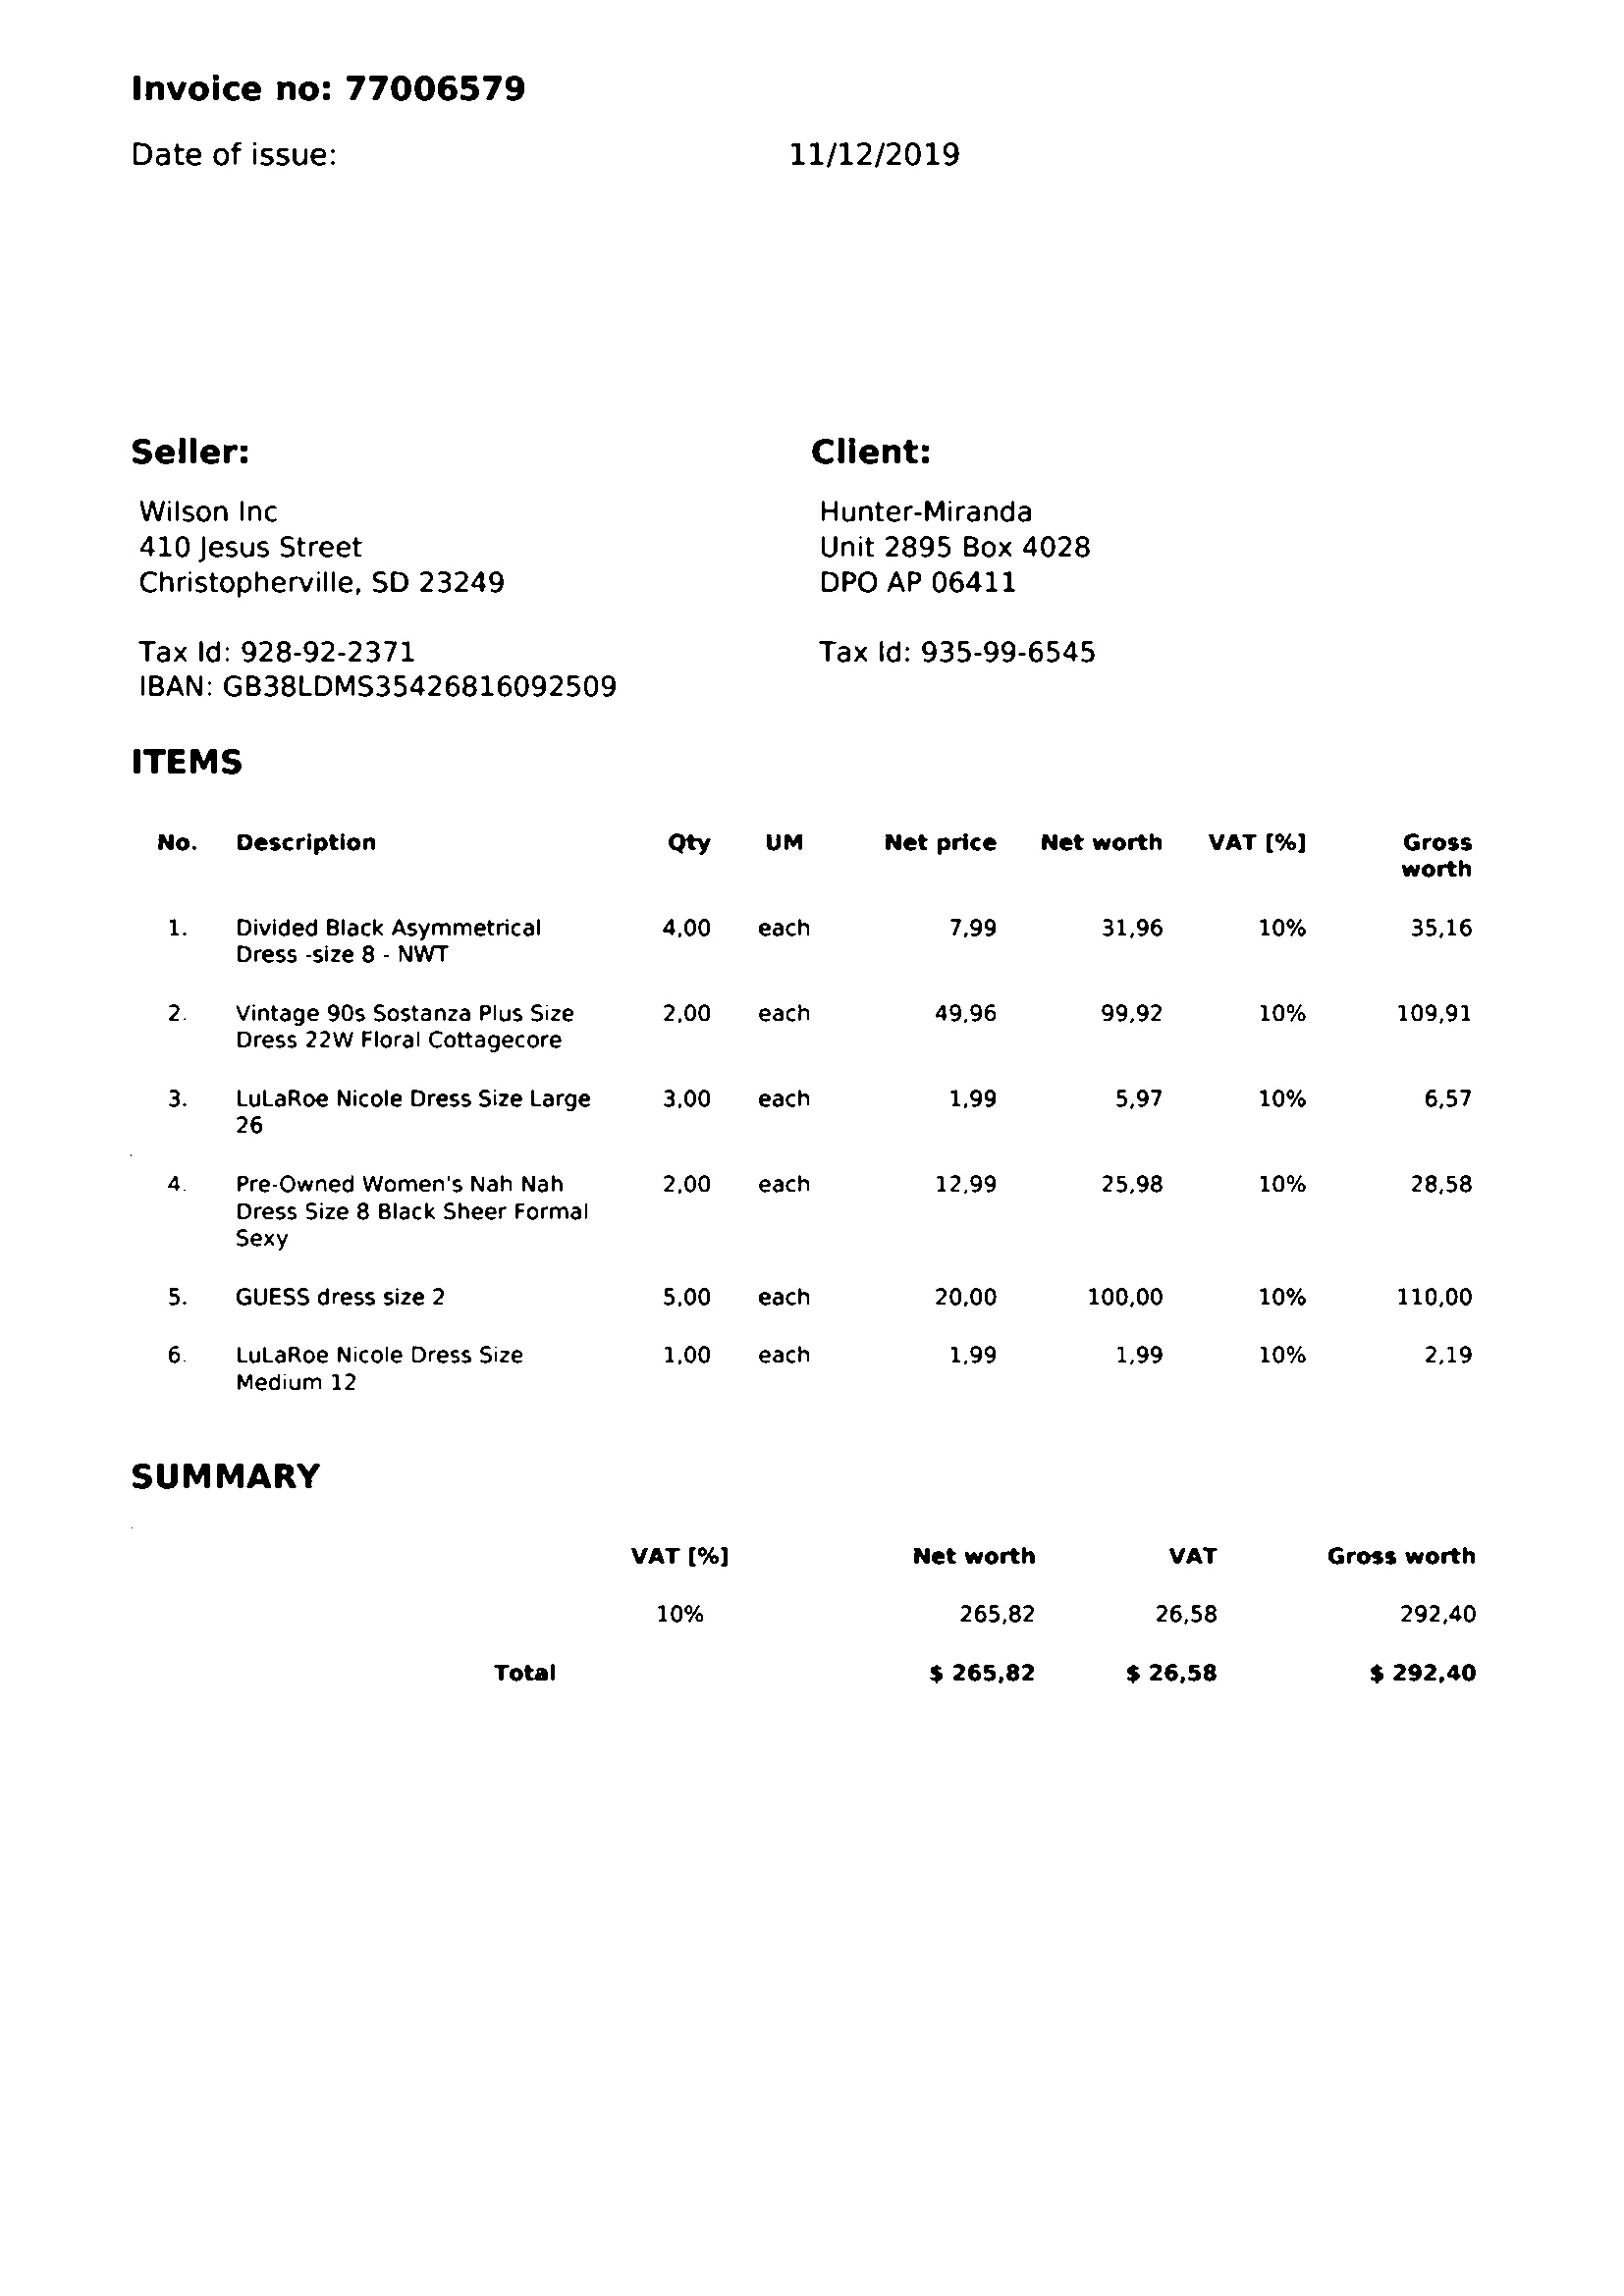 Invoice no: 77006579
Date of issue: 11/12/2019
Seller:
Wilson Inc
410 Jesus Street
Christopherville, SD 23249
Tax Id: 928-92-2371
IBAN: GB38LDMS35426816092509
Client:
Hunter-Miranda
Unit 2895 Box 4028
DPO AP 06411
Tax Id: 935-99-6545
ITEMS
No. Description Qty UM Net price Net worth VAT [%] Gross
worth
1. Divided Black Asymmetrical 4,00 each 7,99 31,96 10% 35,16
Dress -size 8 - NWT
2. Vintage 90s Sostanza Plus Size 2,00 each 49,96 99,92 10% 109,91
Dress 22W Floral Cottagecore
3. LuLaRoe Nicole Dress Size Large 3,00 each 1,99 5,97 10% 6,57
26
4. Pre-Owned Women's Nah Nah 2,00 each 12,99 25,98 10% 28,58
Dress Size 8 Black Sheer Formal
Sexy
5. GUESS dress size 2 5,00 each 20,00 100,00 10% 110,00
6. LuLaRoe Nicole Dress Size 1,00 each 1,99 1,99 10% 2,19
Medium 12
SUMMARY
VAT [%] Net worth VAT Gross worth
10% 265,82 26,58 292,40
Total $ 265,82 $ 26,58 $ 292,40